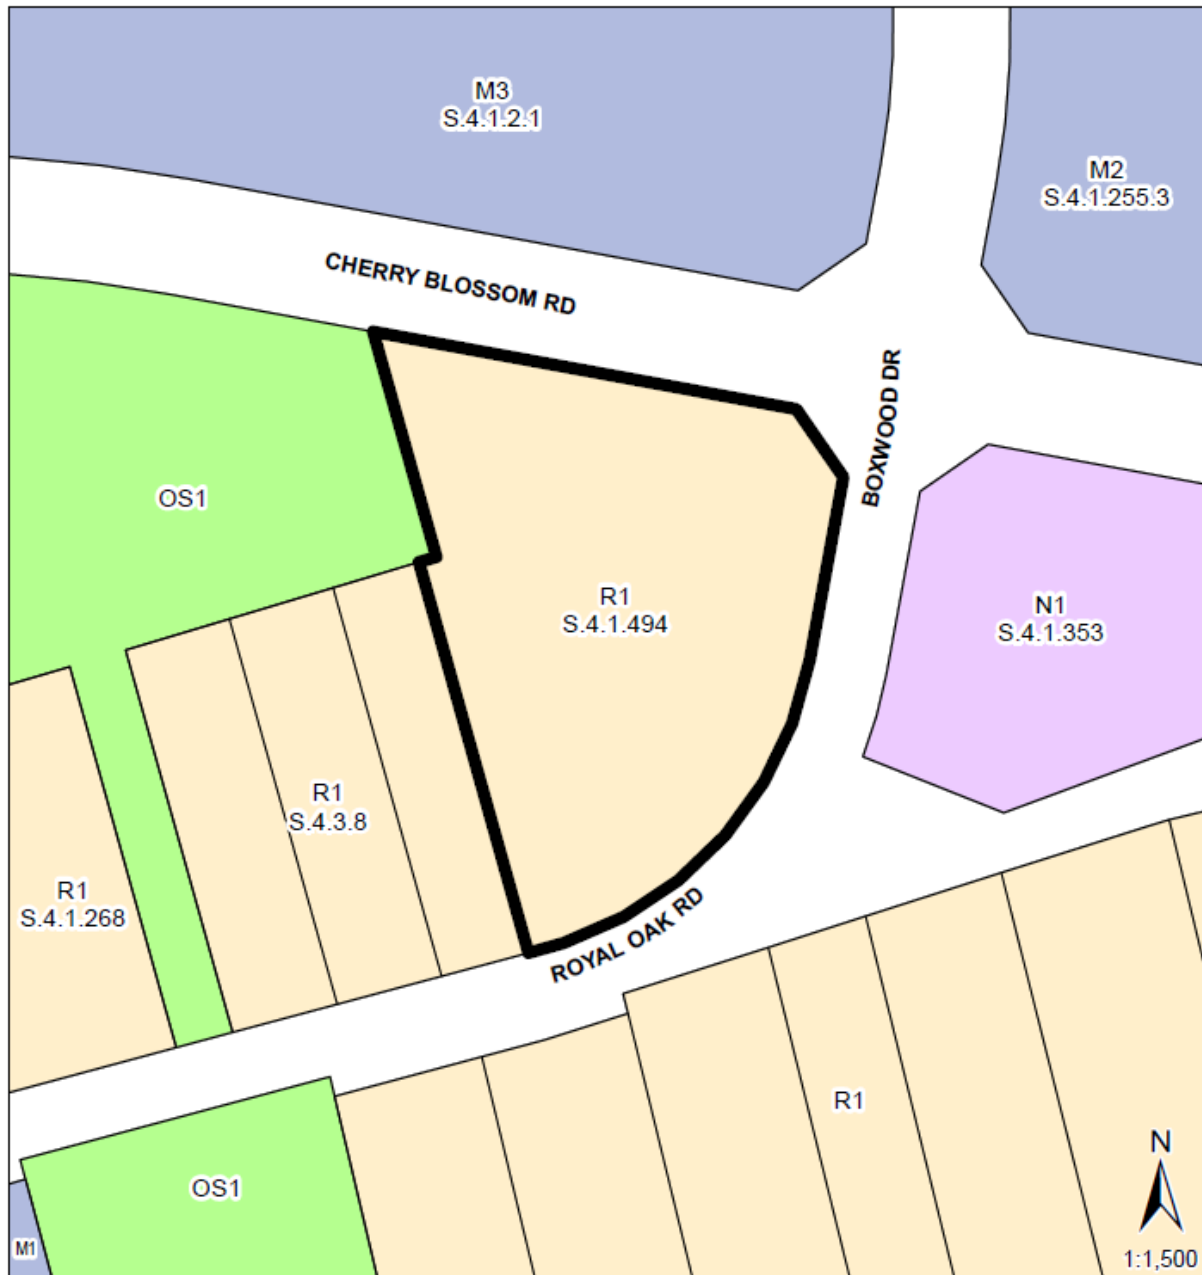 M3
S.4.1.2.1
M2
S.4.1.255.3
CHERRY BLOSSOM RD
BOXWOOD DR
OS1
R1
S.4.1.494
N1
S.4.1.353
R1
S.4.3.8
R1
S.4.1.268
ROYAL OAK RD
R1
OS1
N
M1
1:1,500